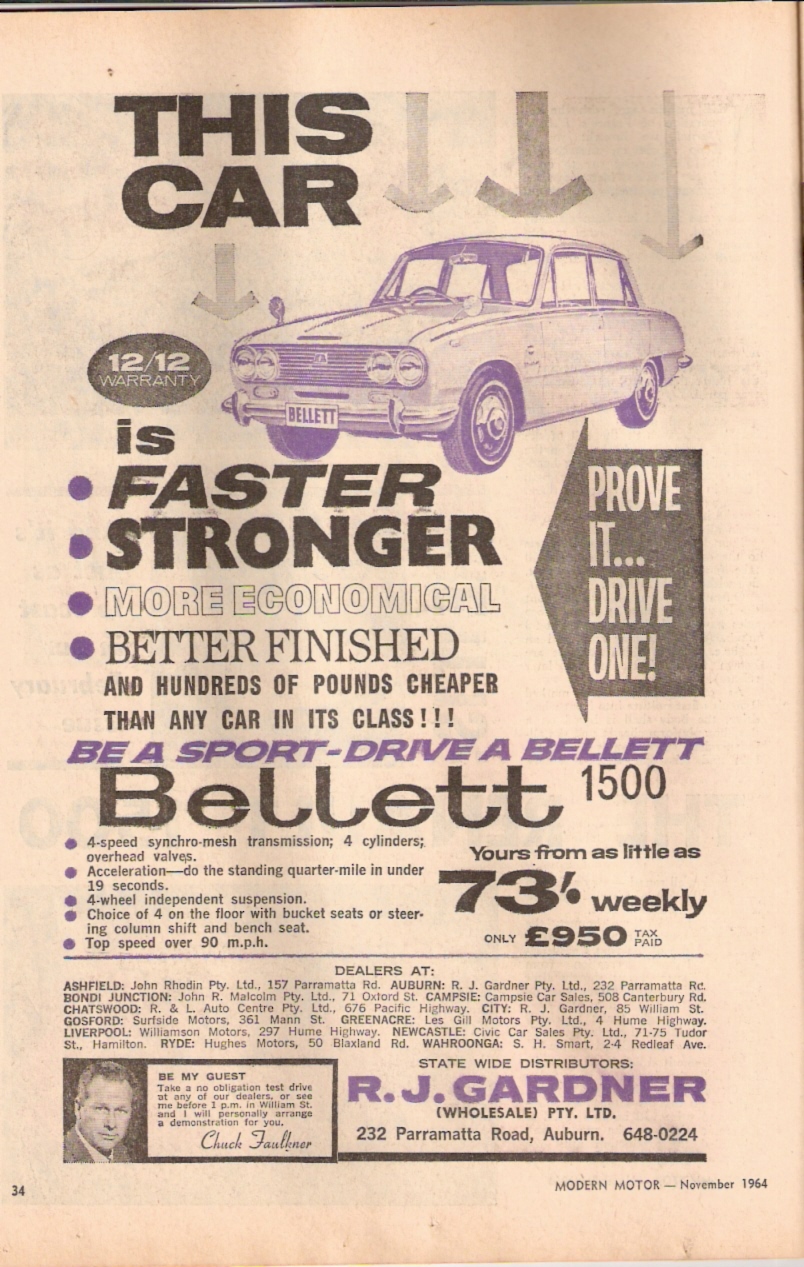 THIS
CAR
12/12
WARRANTY
BELLETT
is
FASTER
STRONGER
MORE ECONOMICAL
BETTER FINISHED
AND HUNDREDS OF POUNDS CHEAPER
THAN ANY CAR IN ITS CLASS!!!
PROVE
IT...
DRIVE
ONE!
BE A SPORT-DRIVE A BELLETT
Bellett 1500
4-speed synchro-mesh transmission; 4 cylinders;
overhead valves.
Acceleration—do the standing quarter-mile in under
19 seconds.
4-wheel independent suspension.
Choice of 4 on the floor with bucket seats or steer-
ing column shift and bench seat.
Top speed over 90 m.p.h.
Yours from as little as
73/- weekly
ONLY £950 TAX PAID
DEALERS AT:
ASHFIELD: John Rhodin Pty. Ltd., 157 Parramatta Rd. AUBURN: R. J. Gardner Pty. Ltd., 232 Parramatta Rd.
BONDI JUNCTION: John R. Malcolm Pty. Ltd., 71 Oxford St. CAMPSIE: Campsie Car Sales, 508 Canterbury Rd.
CHATSWOOD: R. & L. Auto Centre Pty. Ltd., 676 Pacific Highway. CITY: R. J. Gardner, 85 William St.
GOSFORD: Surfside Motors, 361 Mann St. GREENACRE: Les Gill Motors Pty. Ltd., 4 Hume Highway.
LIVERPOOL: Williamson Motors, 297 Hume Highway. NEWCASTLE: Civic Car Sales Pty. Ltd., 71-75 Tudor
St., Hamilton. RYDE: Hughes Motors, 50 Blaxland Rd. WAHROONGA: S. H. Smart, 2-4 Redleaf Ave.
BE MY GUEST
Take a no obligation test drive
at any of our dealers, or see
me before 1 p.m. in William St.
and I will personally arrange
a demonstration for you.
Chuck Faulkner
STATE WIDE DISTRIBUTORS:
R. J. GARDNER
(WHOLESALE) PTY. LTD.
232 Parramatta Road, Auburn. 648-0224
34
MODERN MOTOR — November 1964